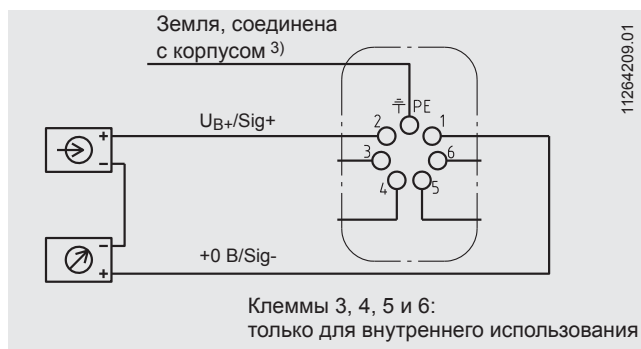 Земля, соединена
с корпусом 3)
11264209.01
PE
UB+/Sig+
2
1
3
6
4
5
+
−
−
+
+0 В/Sig-
Клеммы 3, 4, 5 и 6:
только для внутреннего использования